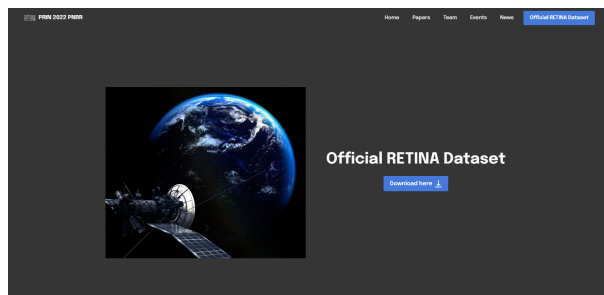 PRIN 2022 PNRR
Home Papers Team Events News Official RETINA Dataset
Official RETINA Dataset
Download here